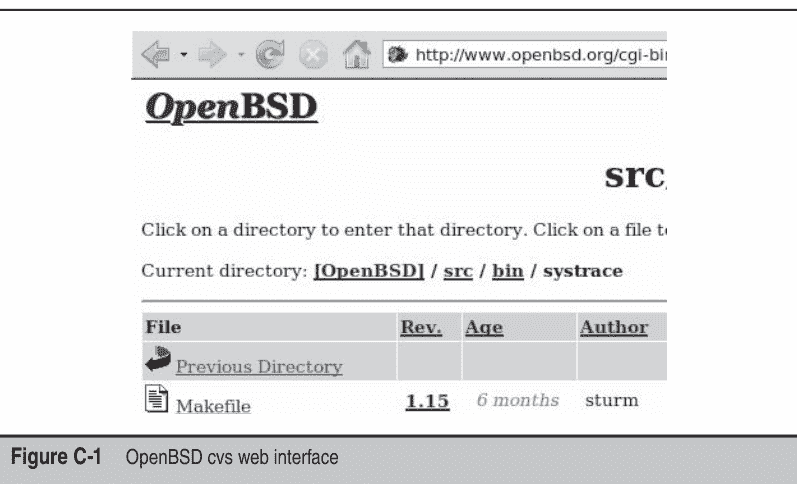 http://www.openbsd.org/cgi-bi
OpenBSD
src
Click on a directory to enter that directory. Click on a file t
Current directory: [OpenBSD] / src / bin / systrace
File Rev. Age Author
Previous Directory
Makefile 1.15 6 months sturm
Figure C-1 OpenBSD cvs web interface